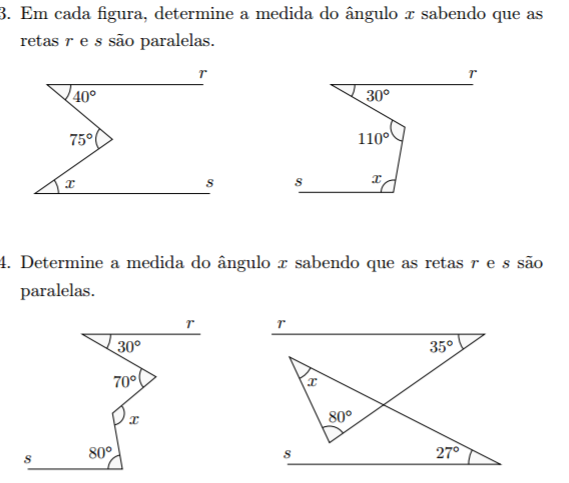 3. Em cada figura, determine a medida do ângulo x sabendo que as
retas r e s são paralelas.
r
40°
75°
x
s
r
30°
110°
s
x
4. Determine a medida do ângulo x sabendo que as retas r e s são
paralelas.
r
30°
70°
x
80°
s
r
35°
x
80°
s
27°